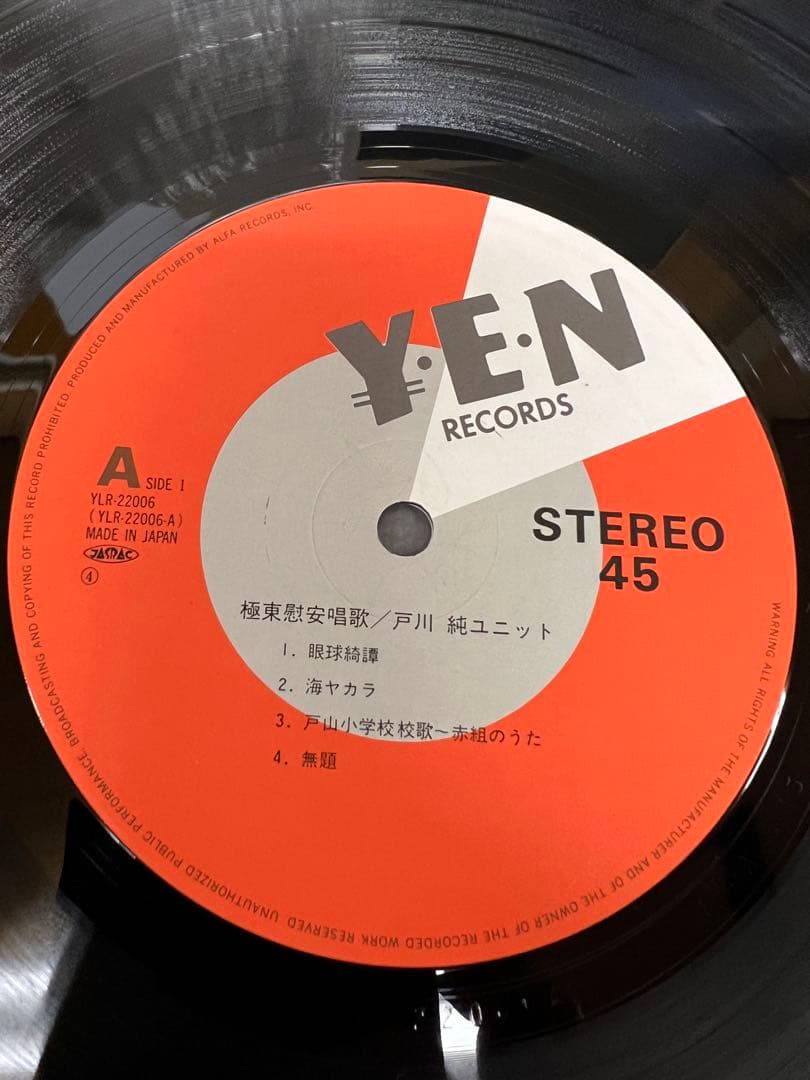 Y·E·N
RECORDS
A SIDE 1
YLR-22006
(YLR-22006-A)
MADE IN JAPAN
JASRAC
④
STEREO
45
極東慰安唱歌／戸川 純ユニット
1. 眼球綺譚
2. 海ヤカラ
3. 戸山小学校校歌～赤組のうた
4. 無題
WARNING ALL RIGHTS OF THE MANUFACTURER AND OF THE OWNER OF THE RECORDED WORK RESERVED. UNAUTHORIZED PUBLIC PERFORMANCE, BROADCASTING AND COPYING OF THIS RECORD PROHIBITED. PRODUCED AND MANUFACTURED BY ALFA RECORDS, INC.